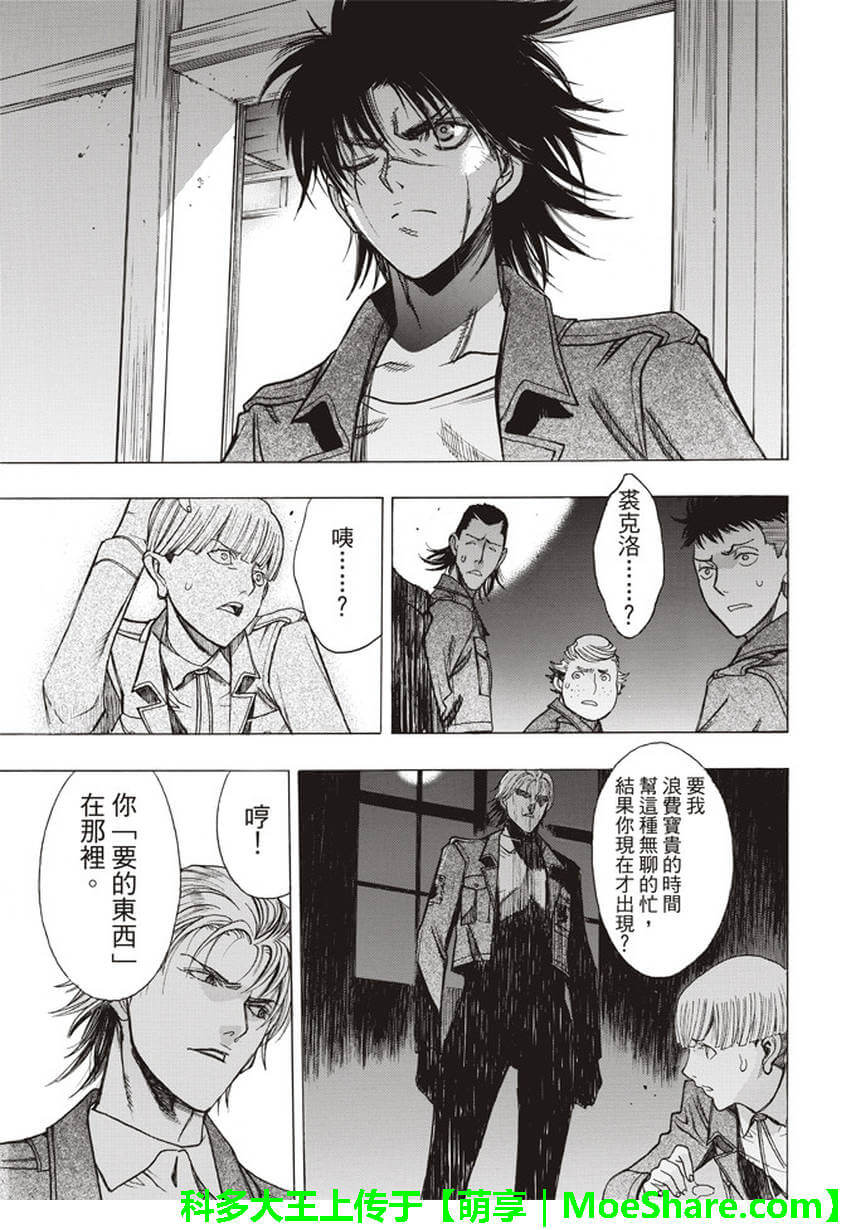 裘克洛……?
咦……?
要我
浪費寶貴的時間
幫這種無聊的忙，
結果你現在才出現?
哼!
你「要的東西」
在那裡。
科多大王上传于【萌享｜MoeShare.com】